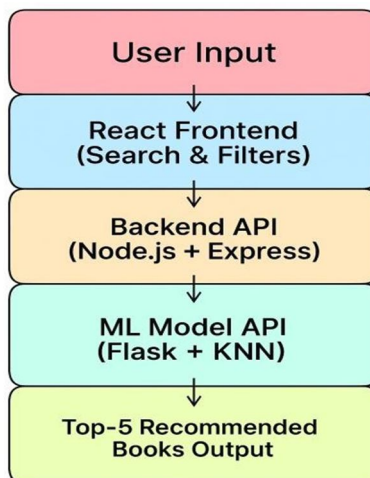 User Input
React Frontend
(Search & Filters)
Backend API
(Node.js + Express)
ML Model API
(Flask + KNN)
Top-5 Recommended
Books Output